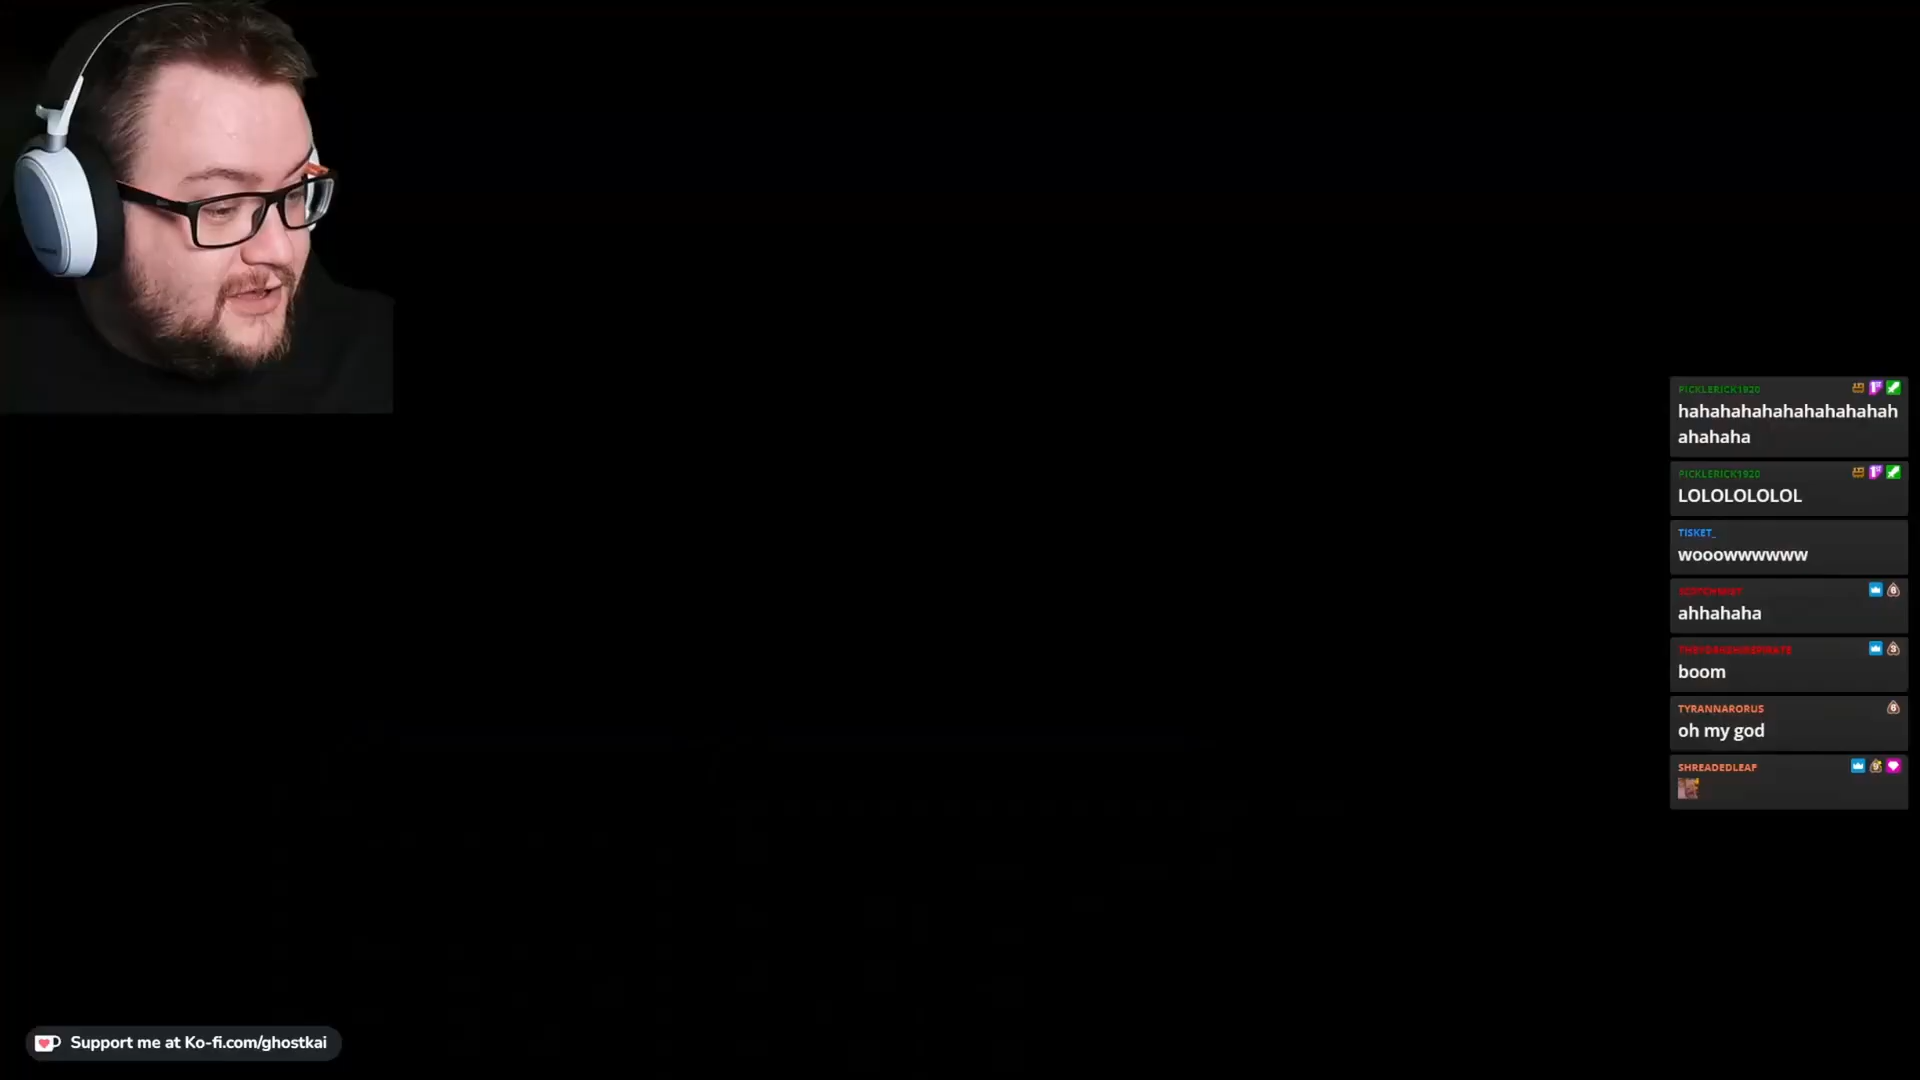 PICKLERICK1920
hahahahahahahahahahah
ahahaha
PICKLERICK1920
LOLOLOLOLOL
TISKET_
wooowwwwww
ahhahaha
boom
TYRANNARORUS
oh my god
SHREADEDLEAF
Support me at Ko-fi.com/ghostkai